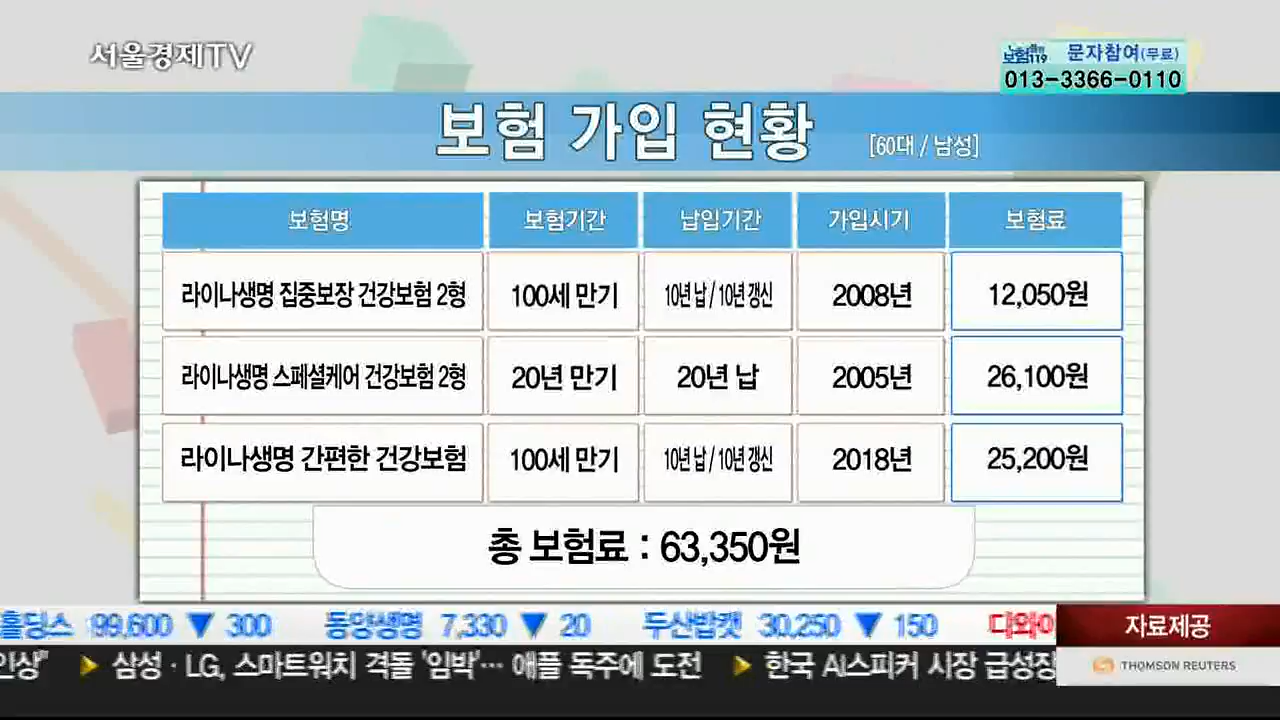 서울경제TV
보험119 문자참여(무료)
013-3366-0110
보험 가입 현황 [60대 / 남성]
보험명 보험기간 납입기간 가입시기 보험료
라이나생명 집중보장 건강보험 2형 100세 만기 10년 납 / 10년 갱신 2008년 12,050원
라이나생명 스페셜케어 건강보험 2형 20년 만기 20년 납 2005년 26,100원
라이나생명 간편한 건강보험 100세 만기 10년 납 / 10년 갱신 2018년 25,200원
총 보험료 : 63,350원
홀딩스 99,600 ▼ 300 동양생명 7,330 ▼ 20 두산밥캣 30,250 ▼ 150 디와이
자료제공
인상" ▶ 삼성·LG, 스마트워치 격돌 '임박'… 애플 독주에 도전 ▶ 한국 AI스피커 시장 급성장
THOMSON REUTERS